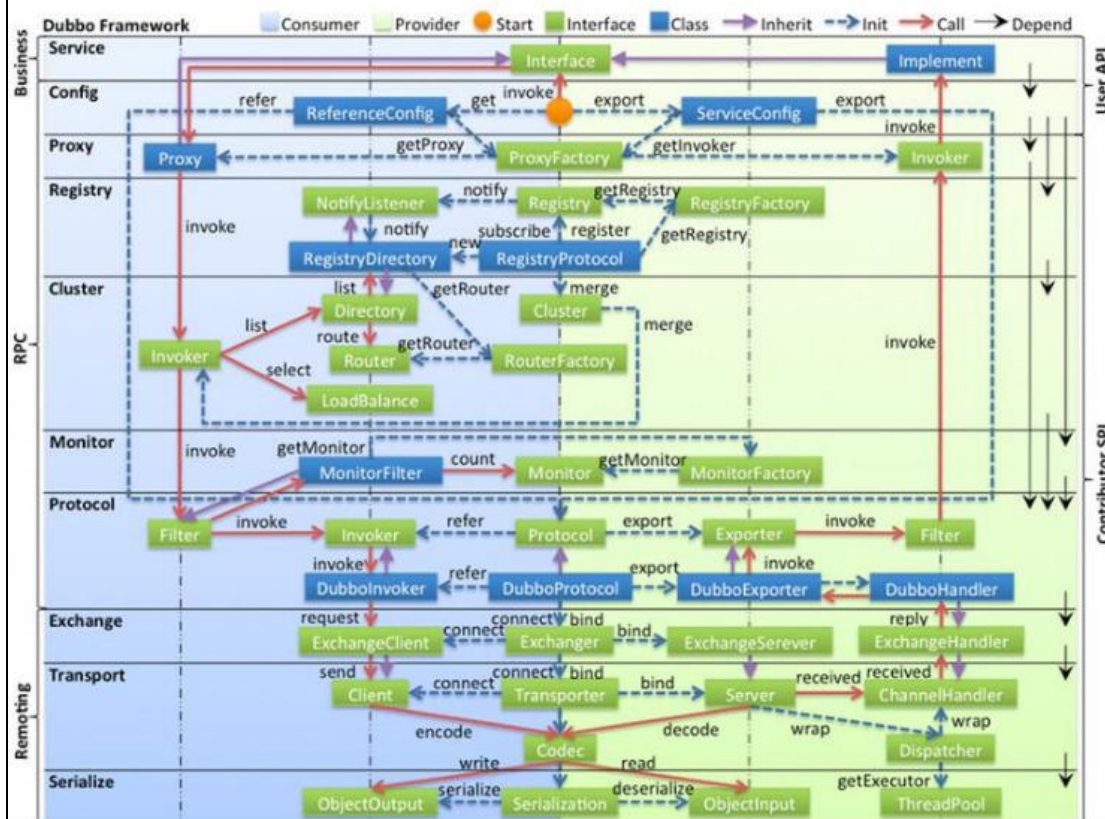 Dubbo Framework Consumer Provider Start Interface Class Inherit Init Call Depend
Business
Service
Interface
Implement
User API
Config
refer
ReferenceConfig
get
invoke
export
ServiceConfig
export
Proxy
Proxy
getProxy
ProxyFactory
getInvoker
invoke
Invoker
RPC
Registry
NotifyListener
notify
Registry
getRegistry
RegistryFactory
invoke
notify
subscribe
register
getRegistry
RegistryDirectory
new
RegistryProtocol
Cluster
list
getRouter
merge
list
Directory
Cluster
merge
Invoker
route
Router
getRouter
RouterFactory
invoke
select
LoadBalance
Contributor SPI
Monitor
invoke
getMonitor
MonitorFilter
count
Monitor
getMonitor
MonitorFactory
Protocol
Filter
invoke
Invoker
refer
Protocol
export
Exporter
invoke
Filter
invoke
invoke
DubboInvoker
refer
DubboProtocol
export
DubboExporter
DubboHandler
Remoting
Exchange
request
connect
bind
reply
ExchangeClient
connect
Exchanger
bind
ExchangeSerever
ExchangeHandler
Transport
send
connect
bind
received
Client
connect
Transporter
bind
Server
received
ChannelHandler
encode
decode
wrap
wrap
Codec
Dispatcher
Serialize
write
read
getExecutor
ObjectOutput
serialize
Serialization
deserialize
ObjectInput
ThreadPool